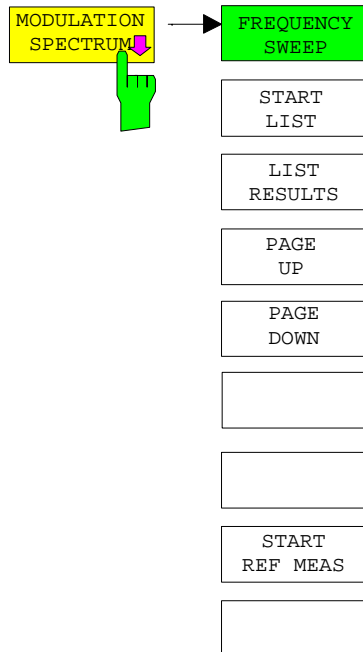 MODULATION
SPECTRUM
FREQUENCY
SWEEP
START
LIST
LIST
RESULTS
PAGE
UP
PAGE
DOWN
START
REF MEAS